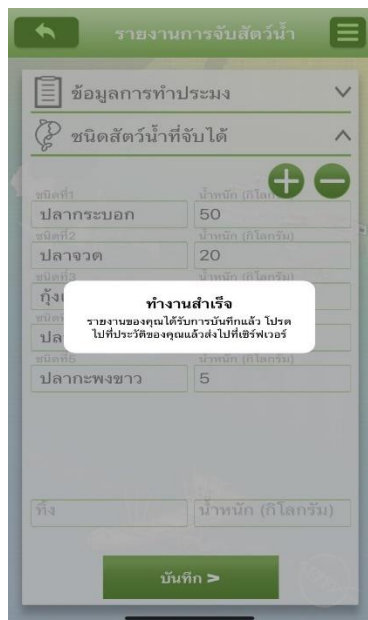 รายงานการจับสัตว์น้ำ
ข้อมูลการทำประมง
ชนิดสัตว์น้ำที่จับได้
ชนิดที่1 น้ำหนัก (กิโลกรัม)
ปลากระบอก 50
ชนิดที่2 น้ำหนัก (กิโลกรัม)
ปลาจวด 20
ชนิดที่3 น้ำหนัก (กิโลกรัม)
ทำงานสำเร็จ
รายงานของคุณได้รับการบันทึกแล้ว โปรด
ไปที่ประวัติของคุณแล้วส่งไปที่เซิร์ฟเวอร์
ชนิดที่5 น้ำหนัก (กิโลกรัม)
ปลากะพงขาว 5
ทิ้ง น้ำหนัก (กิโลกรัม)
บันทึก >